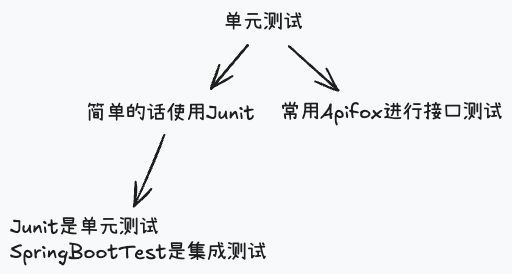 单元测试
简单的话使用Junit
常用Apifox进行接口测试
Junit是单元测试
SpringBootTest是集成测试